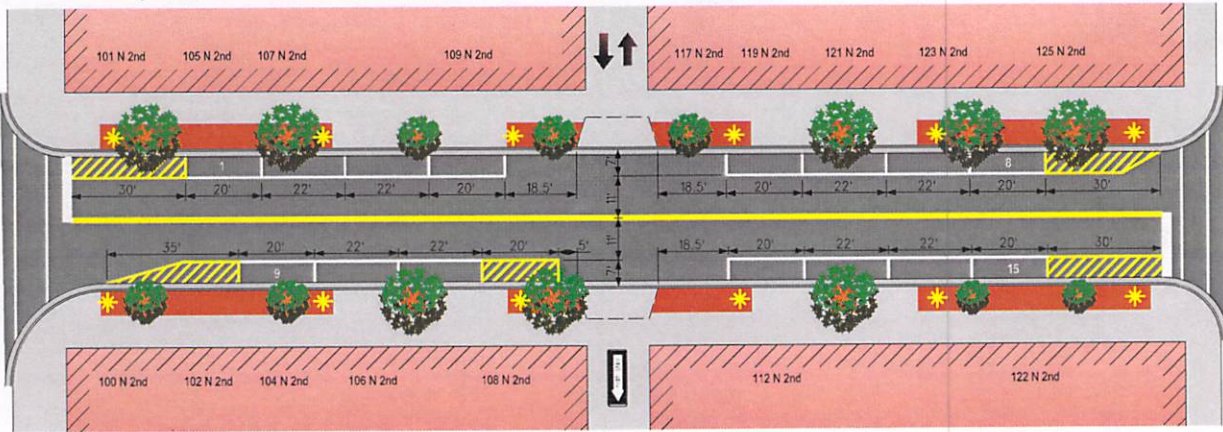 101 N 2nd 105 N 2nd 107 N 2nd 109 N 2nd 117 N 2nd 119 N 2nd 121 N 2nd 123 N 2nd 125 N 2nd
1 7' 8
30' 20' 22' 22' 20' 18.5' 11' 18.5' 20' 22' 22' 20' 30'
35' 20' 22' 22' 20' 5' 11' 18.5' 20' 22' 22' 20' 30'
9 7' 15
100 N 2nd 102 N 2nd 104 N 2nd 106 N 2nd 108 N 2nd 112 N 2nd 122 N 2nd